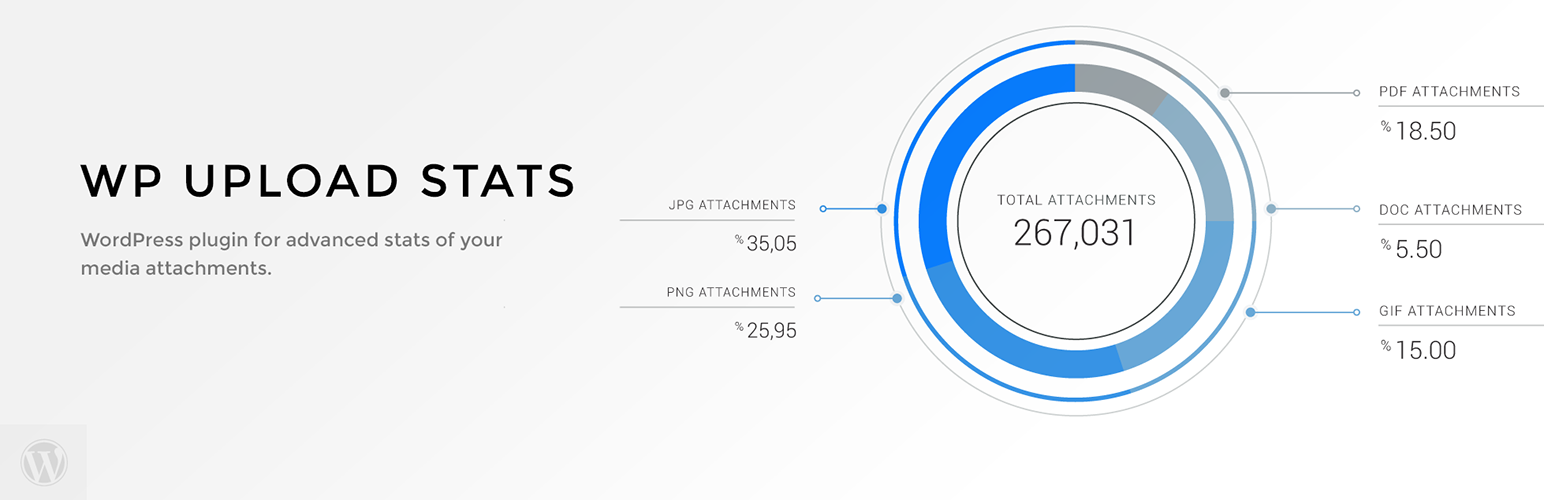 WP UPLOAD STATS
WordPress plugin for advanced stats of your
media attachments.
JPG ATTACHMENTS
% 35,05
PNG ATTACHMENTS
% 25,95
TOTAL ATTACHMENTS
267,031
PDF ATTACHMENTS
% 18.50
DOC ATTACHMENTS
% 5.50
GIF ATTACHMENTS
% 15.00
W